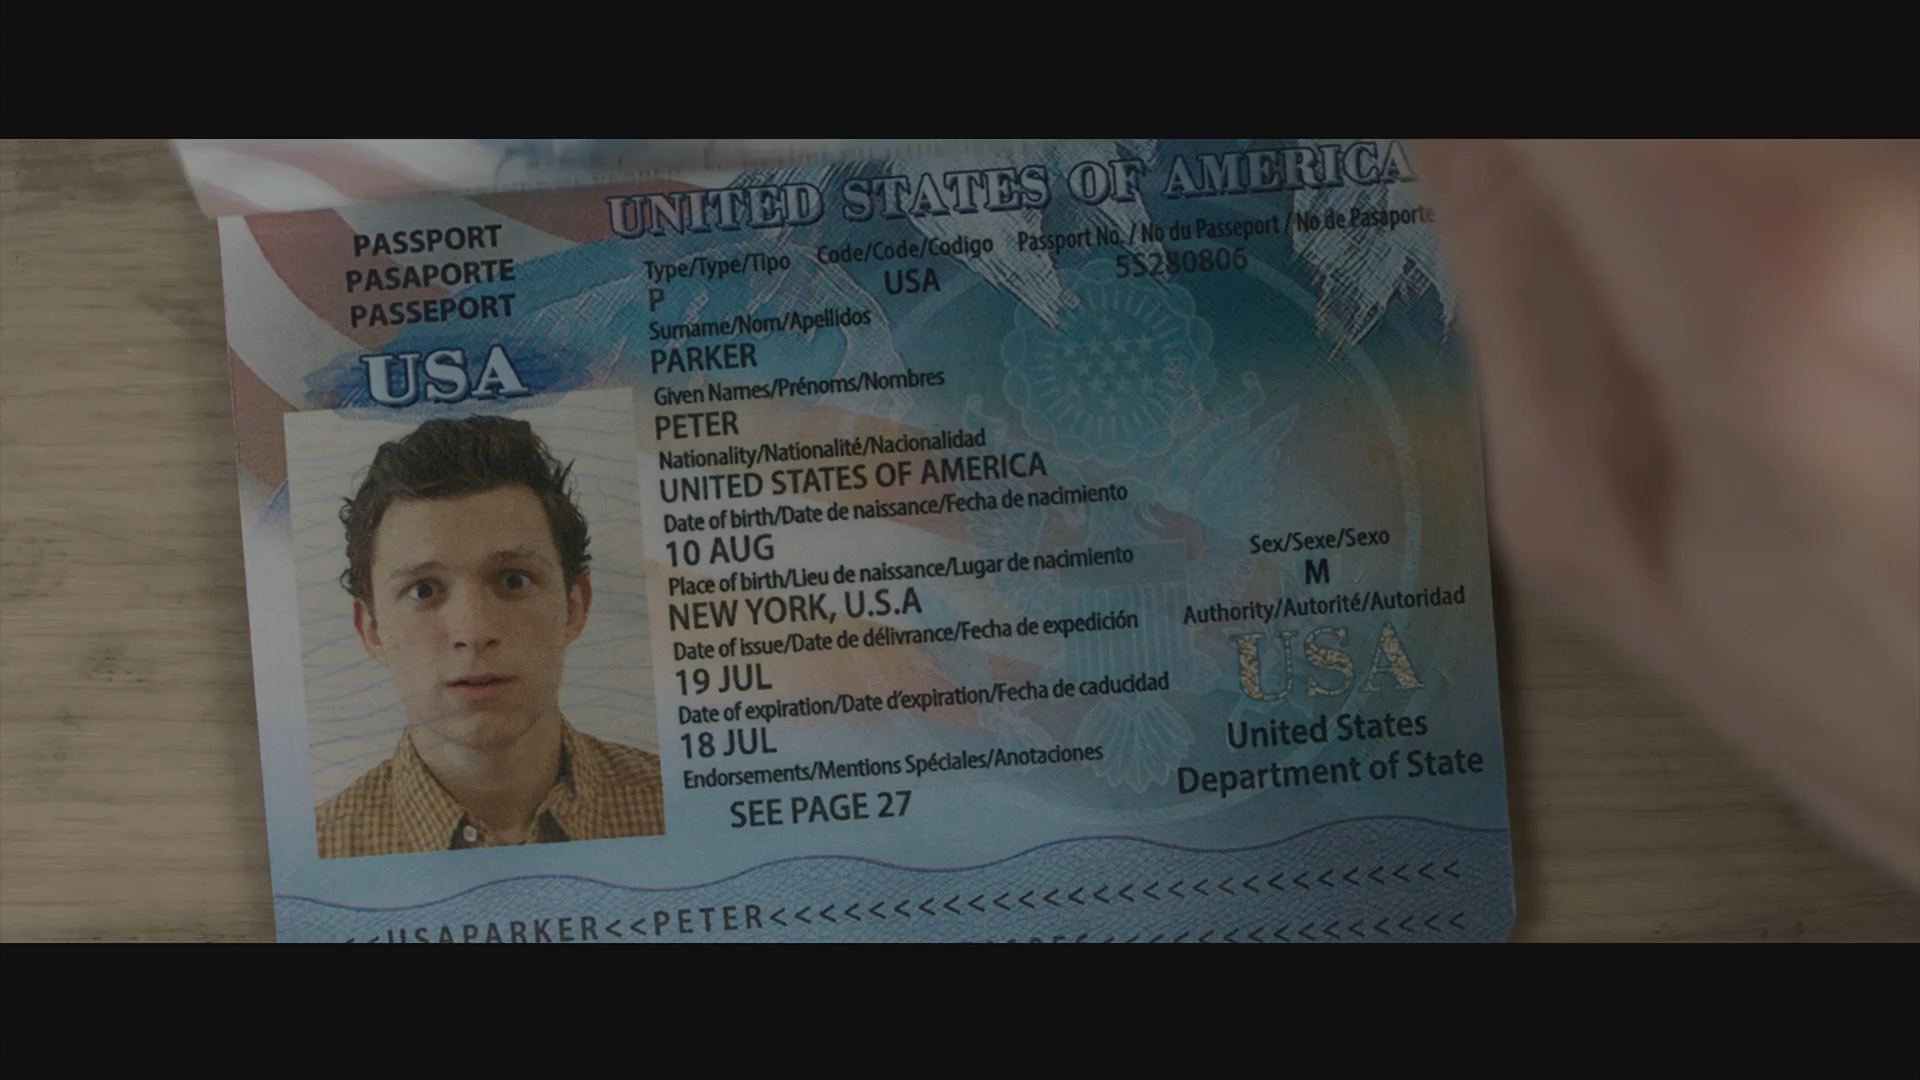 UNITED STATES OF AMERICA
PASSPORT
PASAPORTE
PASSEPORT
USA
Type/Type/Tipo
P
Code/Code/Codigo
USA
Passport No. / No du Passeport / No de Pasaporte
5S280806
Surname/Nom/Apellidos
PARKER
Given Names/Prénoms/Nombres
PETER
Nationality/Nationalité/Nacionalidad
UNITED STATES OF AMERICA
Date of birth/Date de naissance/Fecha de nacimiento
10 AUG
Place of birth/Lieu de naissance/Lugar de nacimiento
NEW YORK, U.S.A
Date of issue/Date de délivrance/Fecha de expedición
19 JUL
Date of expiration/Date d'expiration/Fecha de caducidad
18 JUL
Endorsements/Mentions Spéciales/Anotaciones
SEE PAGE 27
Sex/Sexe/Sexo
M
Authority/Autorité/Autoridad
USA
United States
Department of State
<<USAPARKER<<PETER<<<<<<<<<<<<<<<<<<<<<<<<<<<